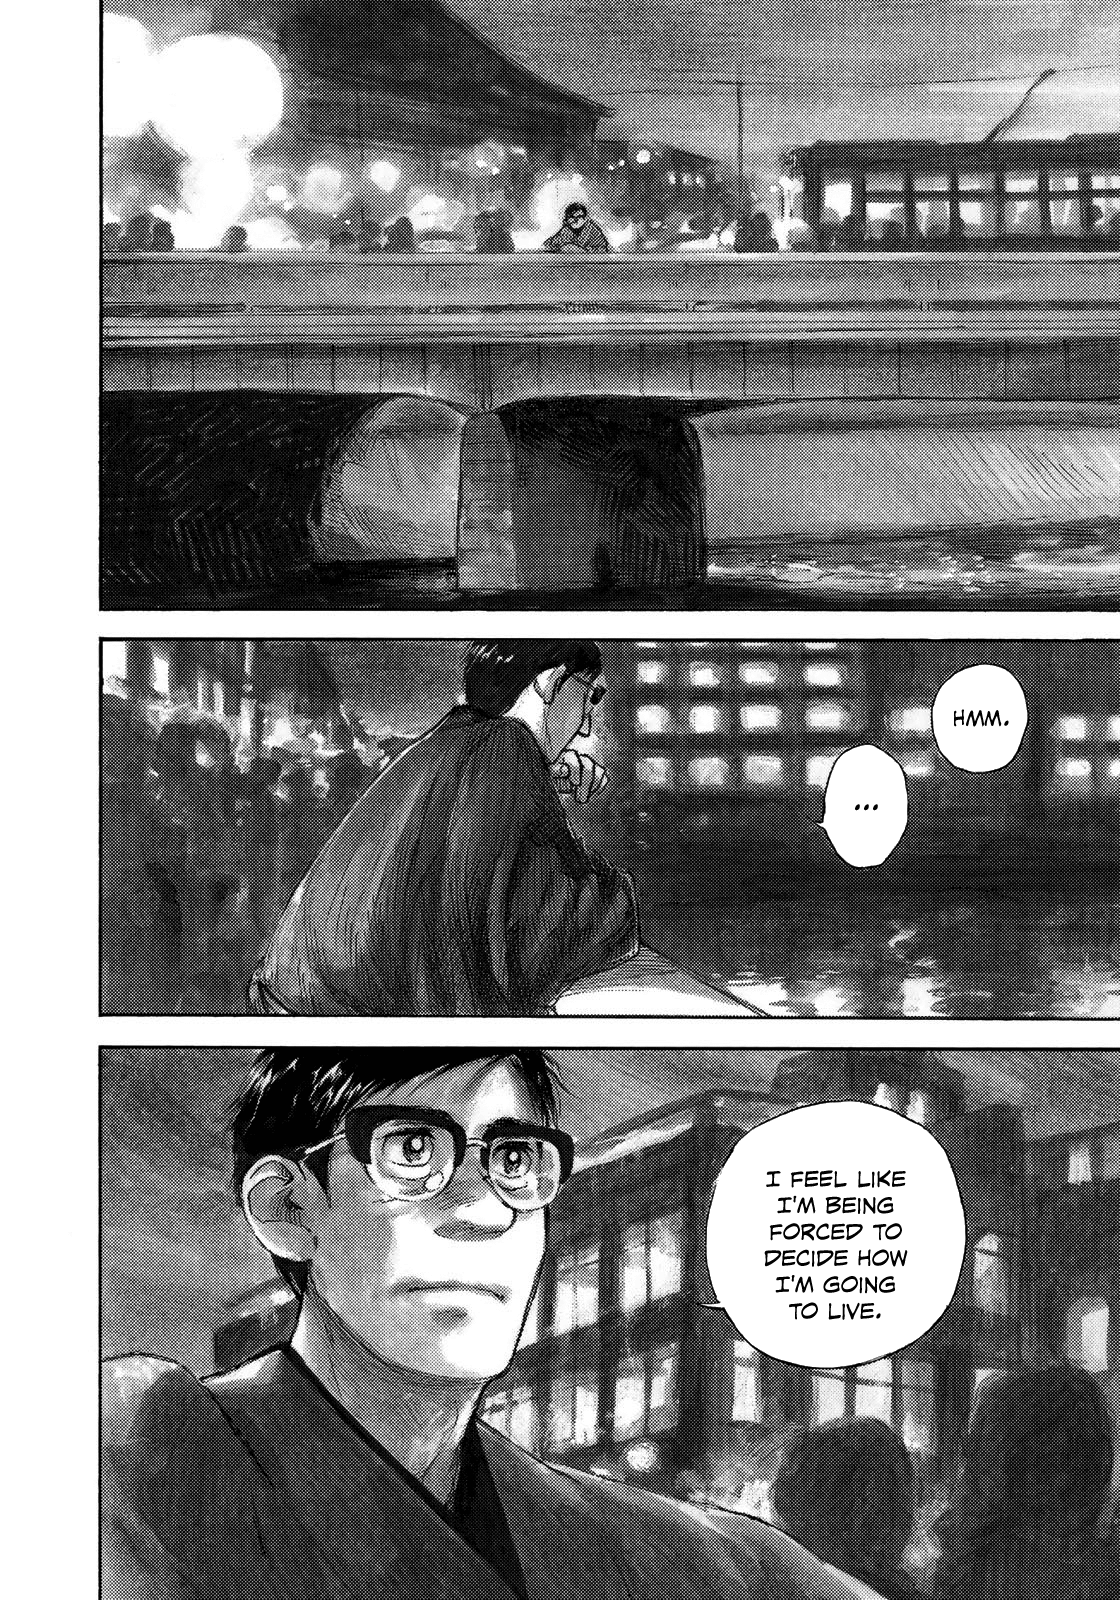 HMM.
...
I FEEL LIKE
I'M BEING
FORCED TO
DECIDE HOW
I'M GOING
TO LIVE.